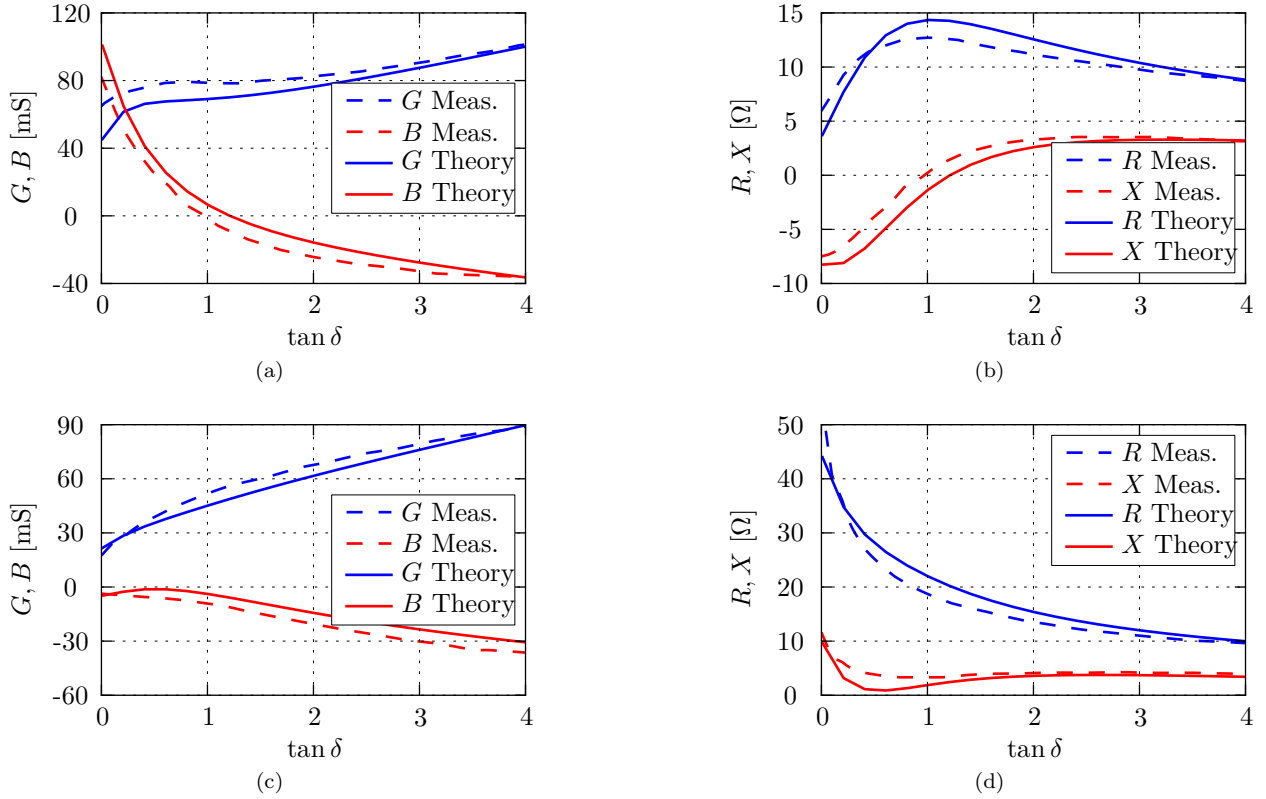 120
80
40
0
-40
G, B [mS]
G Meas.
B Meas.
G Theory
B Theory
0 1 2 3 4
tan δ
(a)
15
10
5
0
-5
-10
R, X [Ω]
R Meas.
X Meas.
R Theory
X Theory
0 1 2 3 4
tan δ
(b)
90
60
30
0
-30
-60
G, B [mS]
G Meas.
B Meas.
G Theory
B Theory
0 1 2 3 4
tan δ
(c)
50
40
30
20
10
0
R, X [Ω]
R Meas.
X Meas.
R Theory
X Theory
0 1 2 3 4
tan δ
(d)